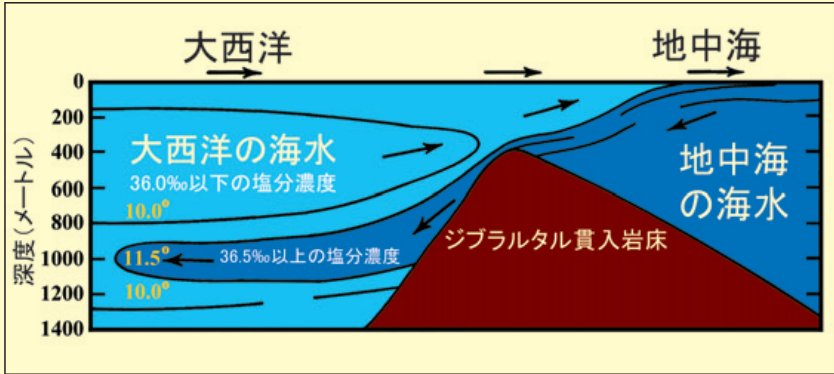 大西洋
地中海
深度(メートル)
0
200
400
600
800
1000
1200
1400
大西洋の海水
36.0‰以下の塩分濃度
10.0°
11.5°
36.5‰以上の塩分濃度
10.0°
ジブラルタル貫入岩床
地中海
の海水